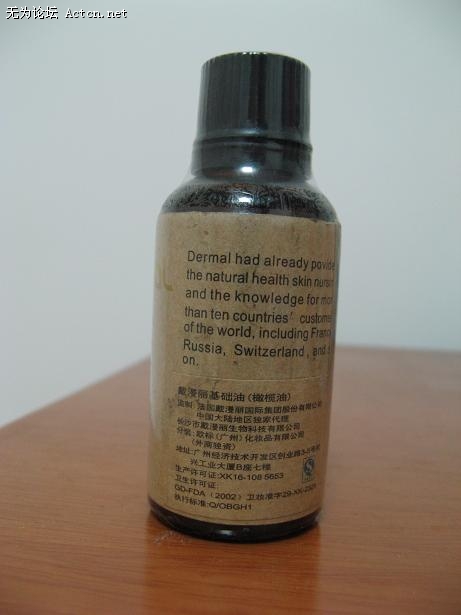 无为论坛 Actcn.net
Dermal had already povide
the natural health skin nursin
and the knowledge for mor
than ten countries' custome
of the world, including Franc
Russia, Switzerland, and s
on.
戴漫丽基础油(橄榄油)
监制: 法国戴漫丽国际集团股份有限公司
中国大陆地区独家代理
长沙市戴漫丽生物科技有限公司
分装: 欧标(广州)化妆品有限公司
(外商独资)
地址:广州经济技术开发区创业路3-5号
兴工业大厦B座七楼
生产许可证:XK16-108 5653
卫生许可证:
GD-FDA (2002) 卫妆准字29-XK-
执行标准:Q/OBGH1